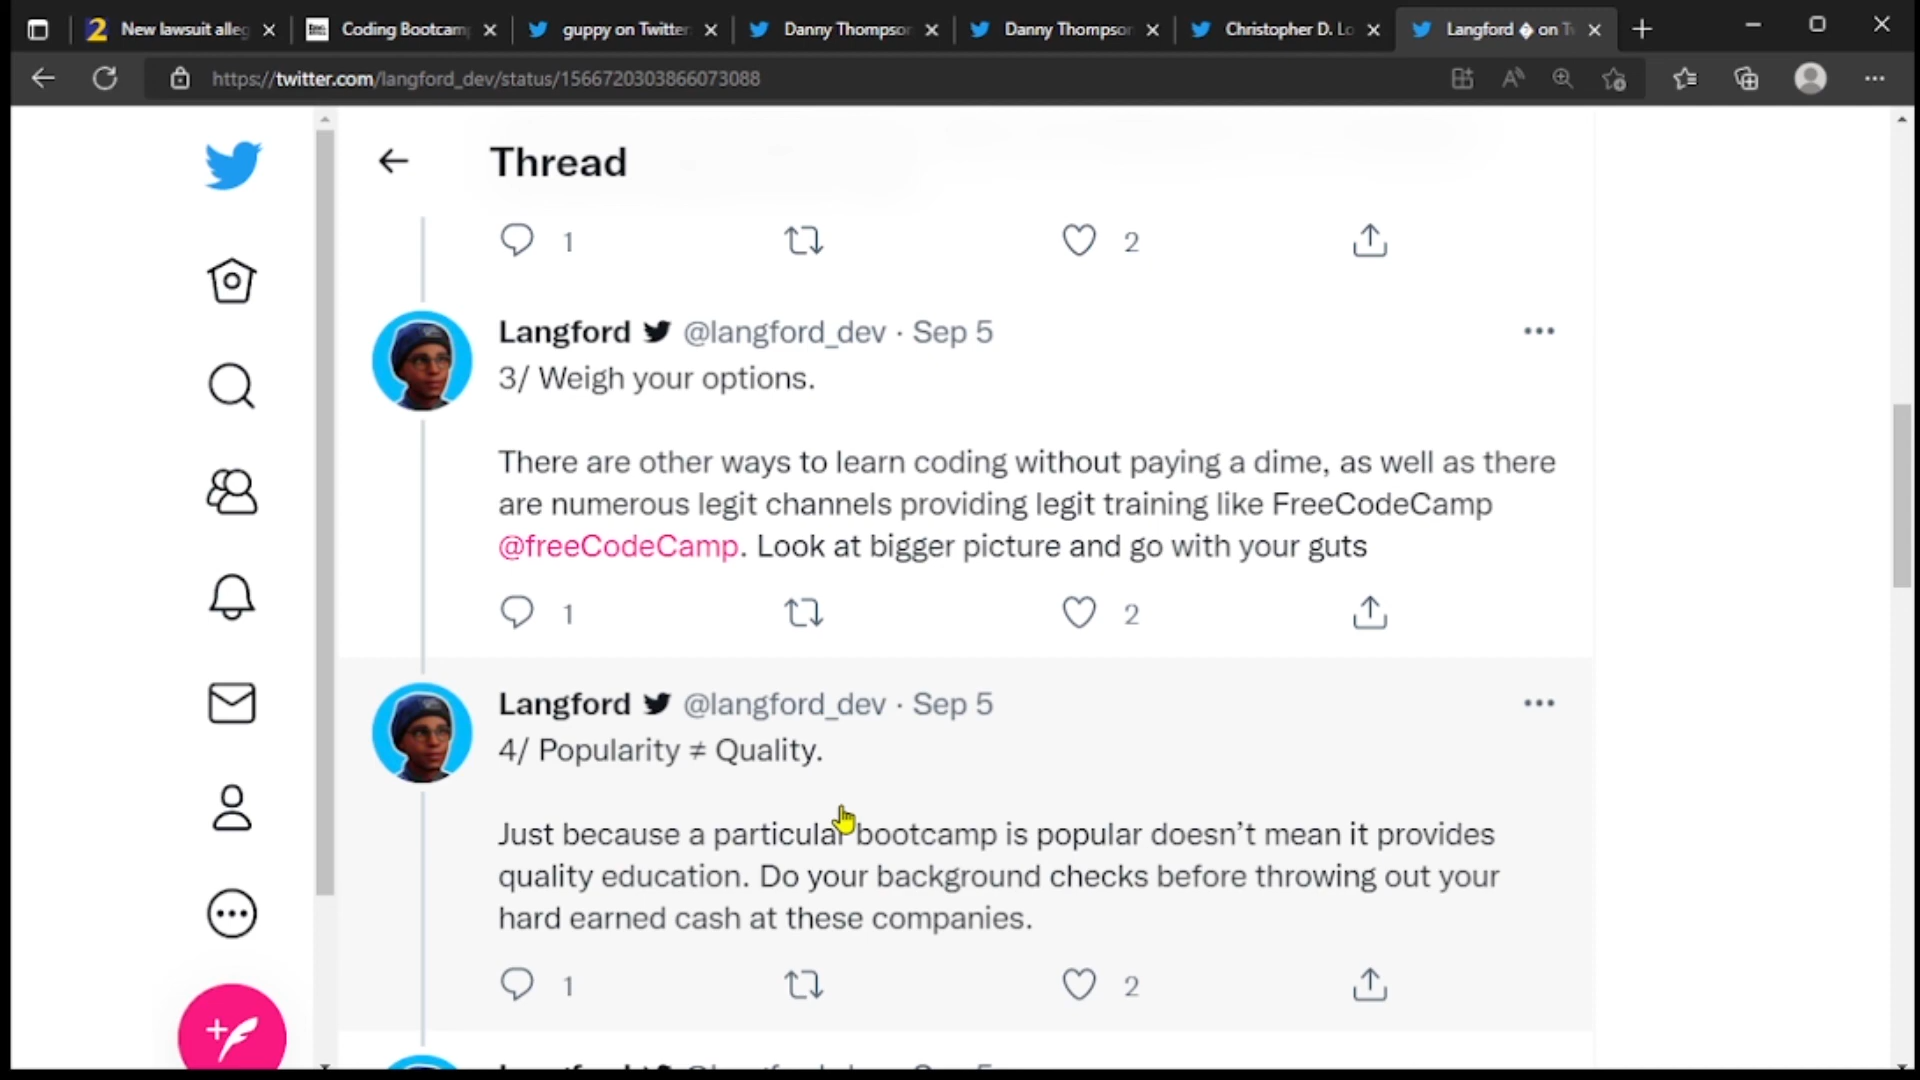 New lawsuit alleg
Coding Bootcam
guppy on Twitter
Danny Thompson
Danny Thompson
Christopher D. Lo
Langford � on Tw
https://twitter.com/langford_dev/status/1566720303866073088
Thread
1
2
Langford @langford_dev · Sep 5
3/ Weigh your options.
There are other ways to learn coding without paying a dime, as well as there
are numerous legit channels providing legit training like FreeCodeCamp
@freeCodeCamp. Look at bigger picture and go with your guts
1
2
Langford @langford_dev · Sep 5
4/ Popularity ≠ Quality.
Just because a particular bootcamp is popular doesn't mean it provides
quality education. Do your background checks before throwing out your
hard earned cash at these companies.
1
2